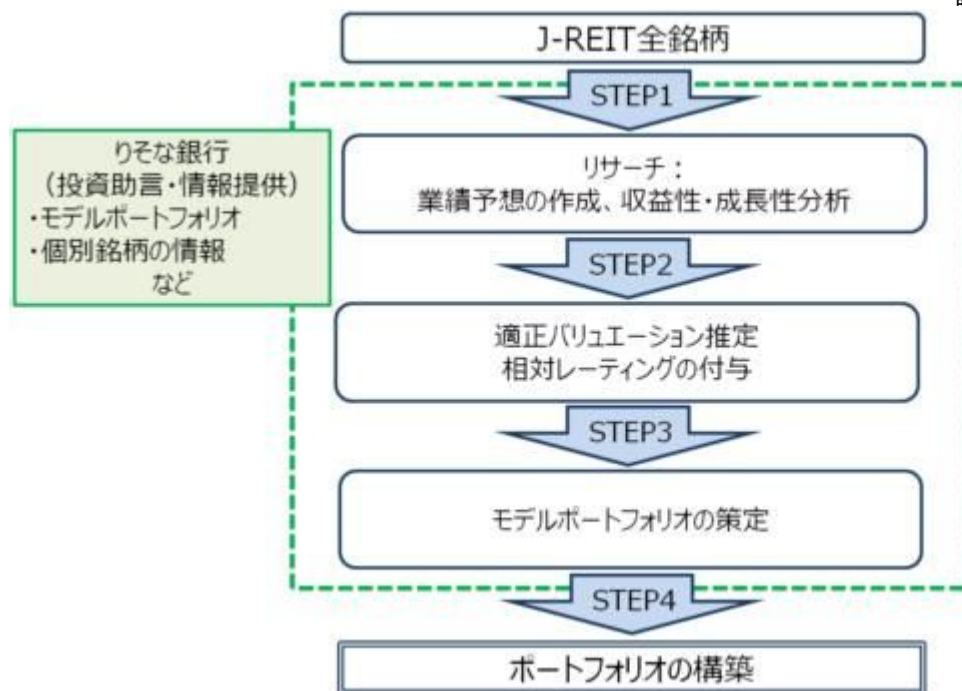 J-REIT全銘柄
STEP1
りそな銀行
(投資助言・情報提供)
・モデルポートフォリオ
・個別銘柄の情報
など
リサーチ：
業績予想の作成、収益性・成長性分析
STEP2
適正バリュエーション推定
相対レーティングの付与
STEP3
モデルポートフォリオの策定
STEP4
ポートフォリオの構築